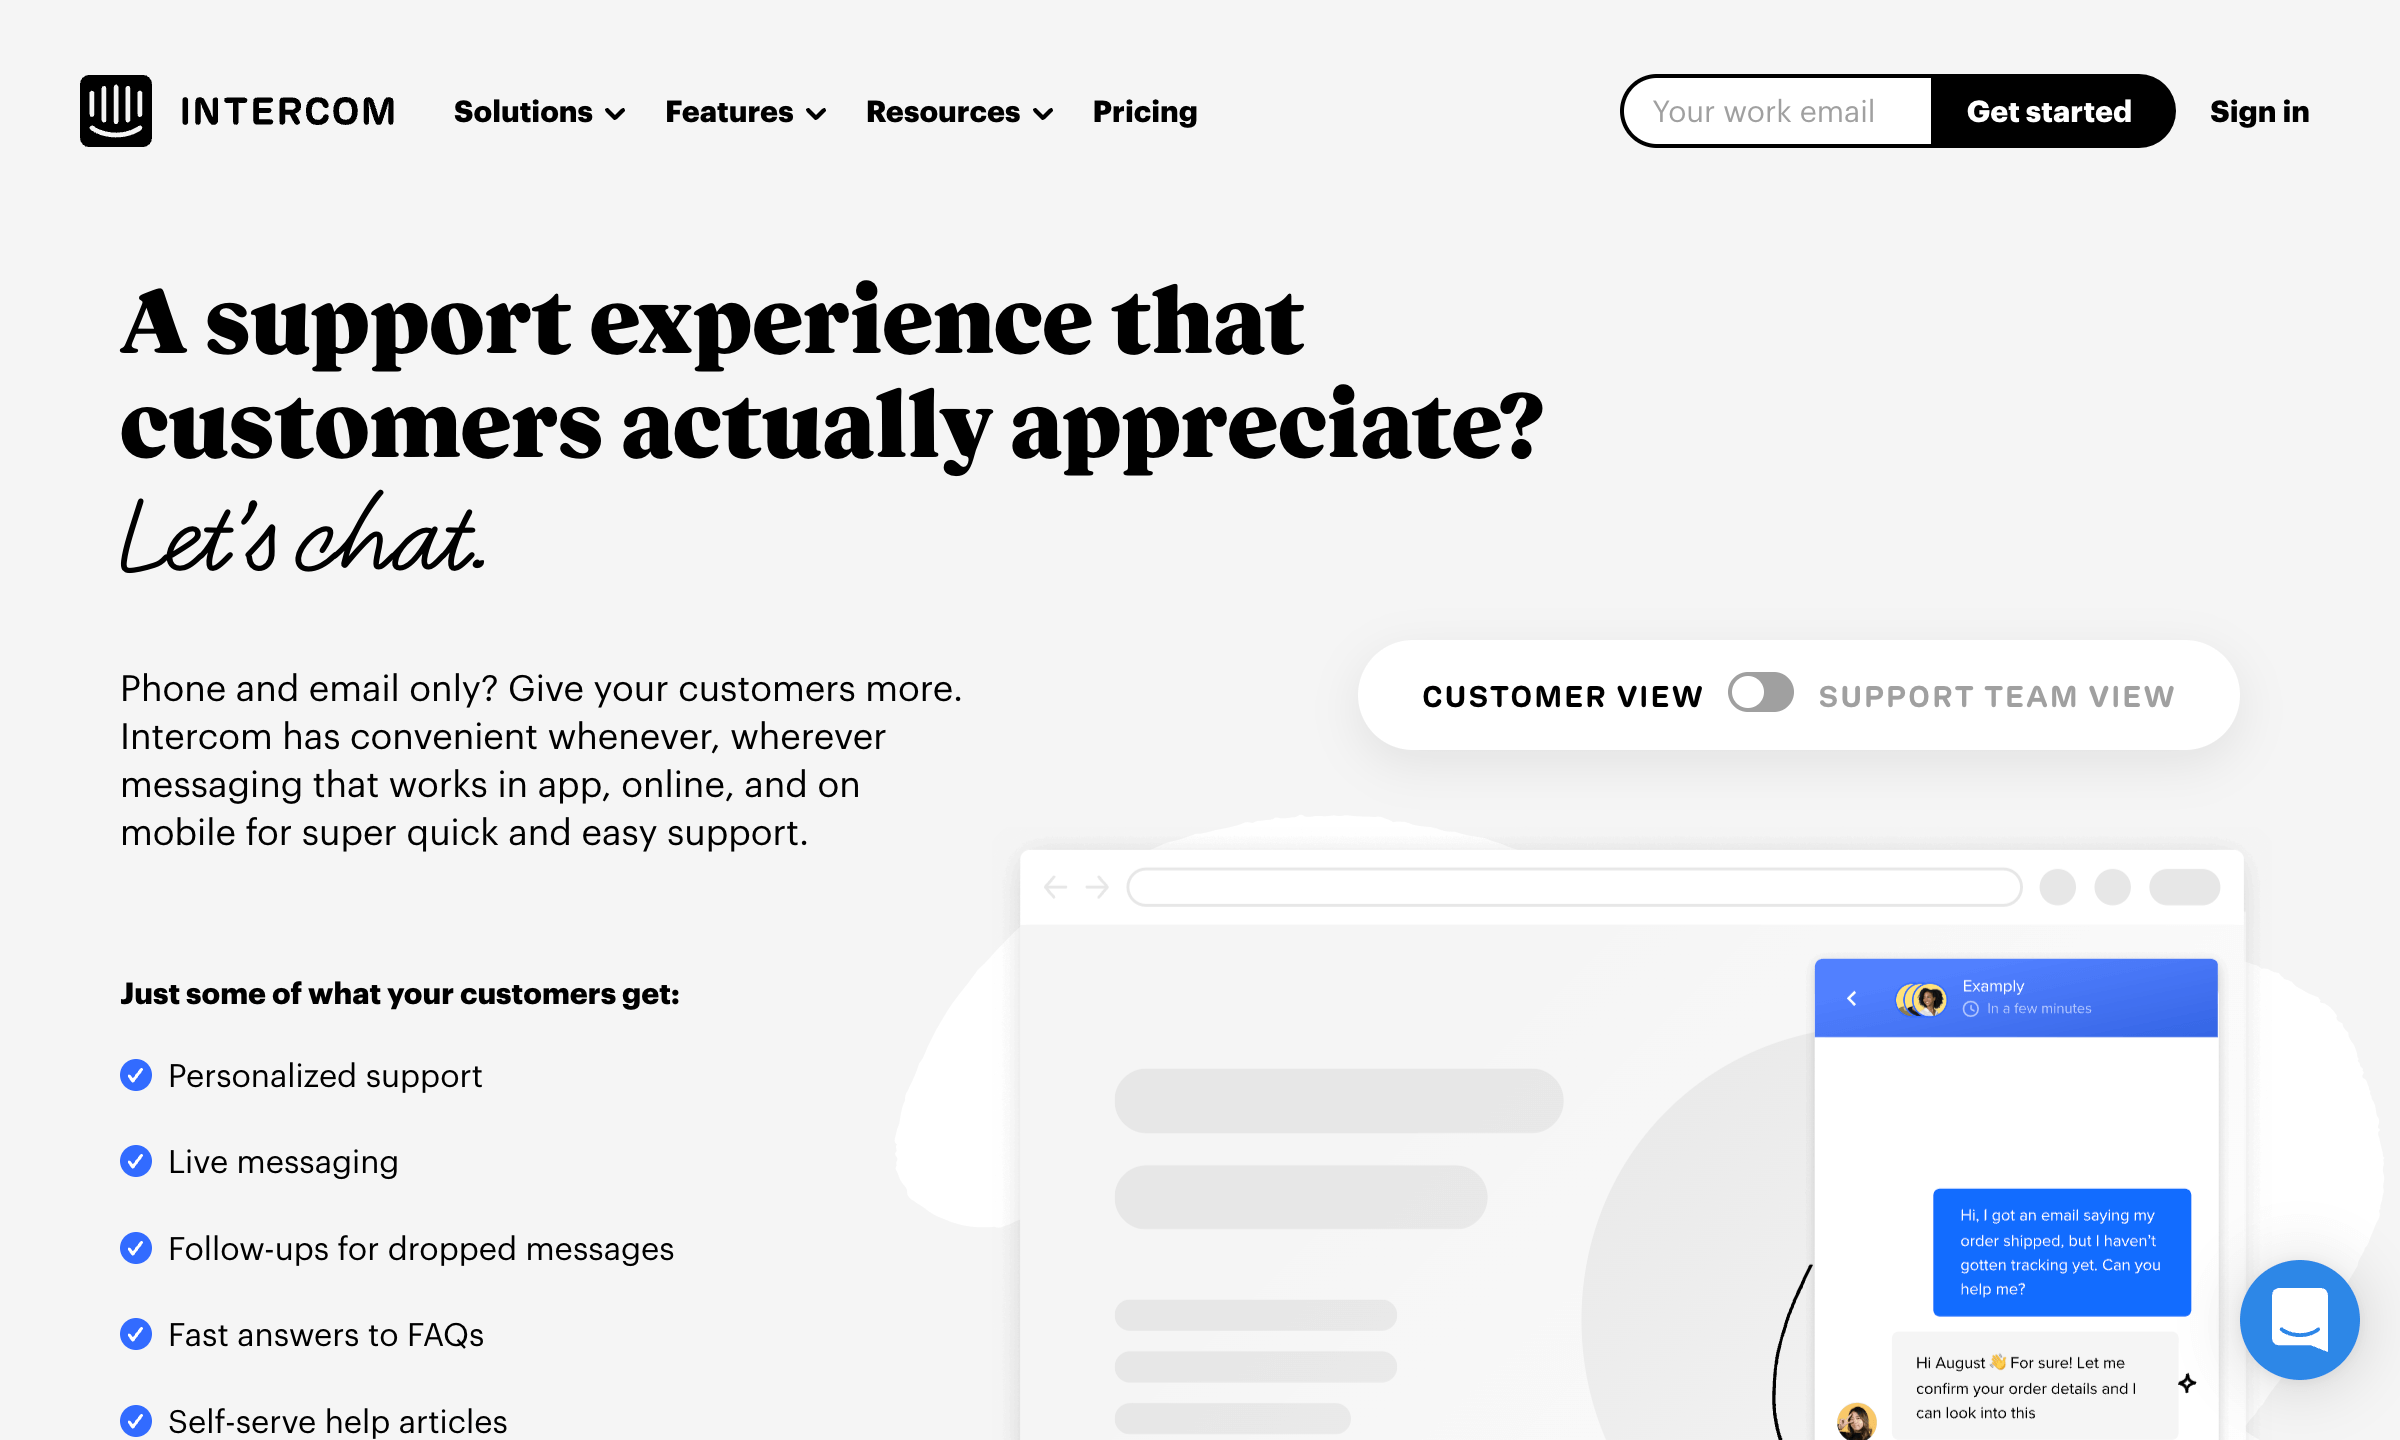 INTERCOM
Solutions
Features
Resources
Pricing
Your work email
Get started
Sign in
A support experience that
customers actually appreciate?
Let's chat.
Phone and email only? Give your customers more.
Intercom has convenient whenever, wherever
messaging that works in app, online, and on
mobile for super quick and easy support.
CUSTOMER VIEW
SUPPORT TEAM VIEW
Just some of what your customers get:
Personalized support
Live messaging
Follow-ups for dropped messages
Fast answers to FAQs
Self-serve help articles
Examply
In a few minutes
Hi, I got an email saying my
order shipped, but I haven't
gotten tracking yet. Can you
help me?
Hi August 👋 For sure! Let me
confirm your order details and I
can look into this